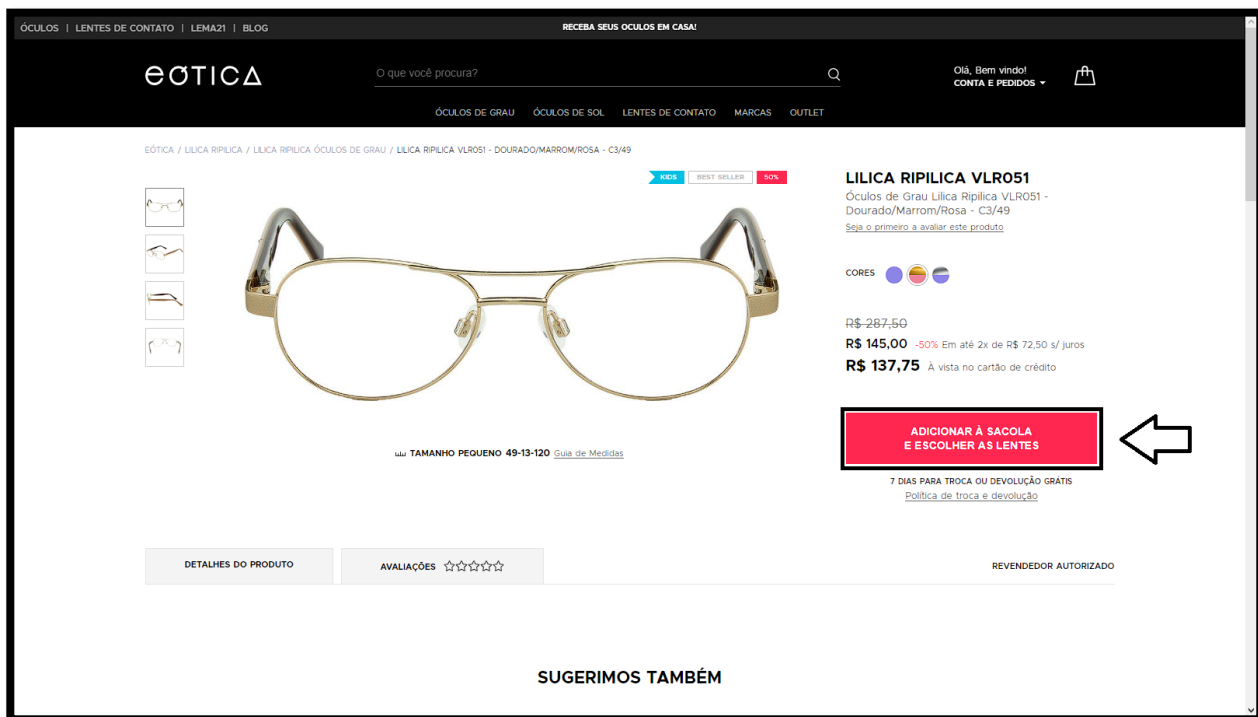 ÓCULOS | LENTES DE CONTATO | LEMA21 | BLOG
RECEBA SEUS OCULOS EM CASA!
eÓTICA
O que você procura?
Olá, Bem vindo!
CONTA E PEDIDOS
ÓCULOS DE GRAU ÓCULOS DE SOL LENTES DE CONTATO MARCAS OUTLET
EÓTICA / LILICA RIPILICA / LILICA RIPILICA ÓCULOS DE GRAU / LILICA RIPILICA VLR051 - DOURADO/MARROM/ROSA - C3/49
KIDS BEST SELLER 50%
LILICA RIPILICA VLR051
Óculos de Grau Lilica Ripilica VLR051 -
Dourado/Marrom/Rosa - C3/49
Seja o primeiro a avaliar este produto
CORES
R$ 287,50
R$ 145,00 -50% Em até 2x de R$ 72,50 s/ juros
R$ 137,75 À vista no cartão de crédito
ADICIONAR À SACOLA
E ESCOLHER AS LENTES
TAMANHO PEQUENO 49-13-120 Guia de Medidas
7 DIAS PARA TROCA OU DEVOLUÇÃO GRÁTIS
Política de troca e devolução
DETALHES DO PRODUTO AVALIAÇÕES ☆☆☆☆☆ REVENDEDOR AUTORIZADO
SUGERIMOS TAMBÉM